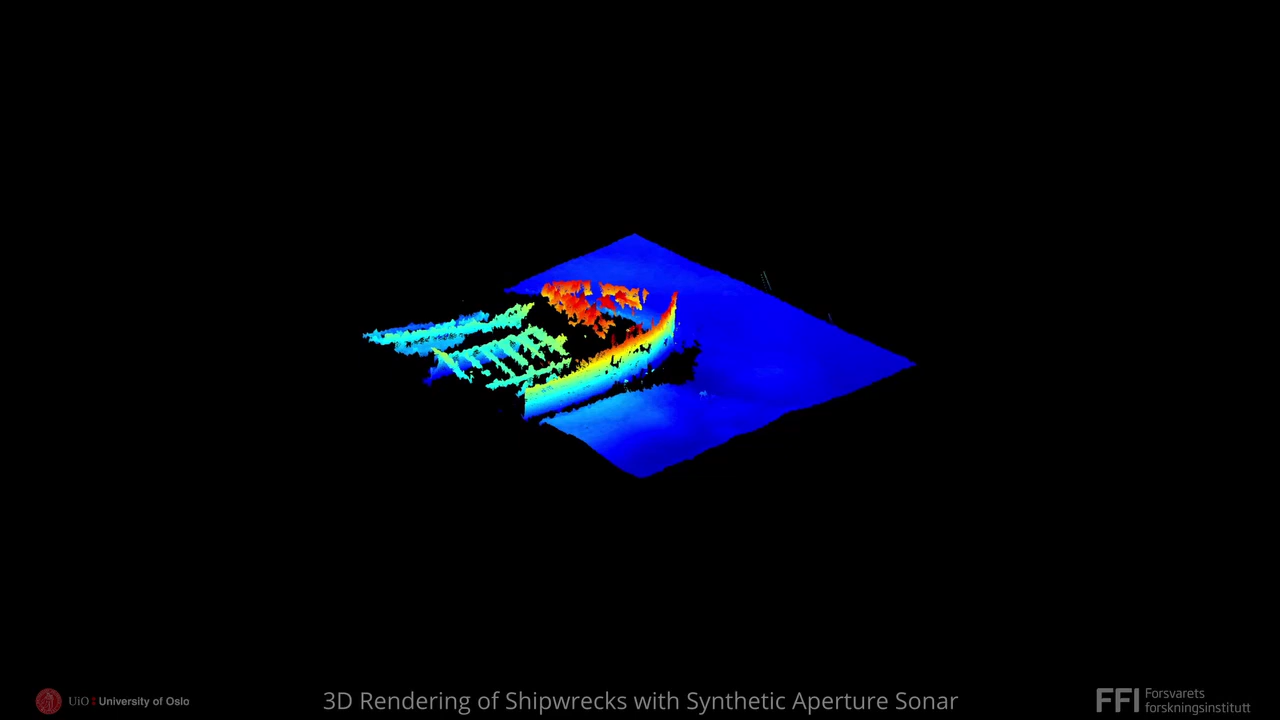 UiO : University of Oslo
3D Rendering of Shipwrecks with Synthetic Aperture Sonar
FFI Forsvarets
forskningsinstitutt